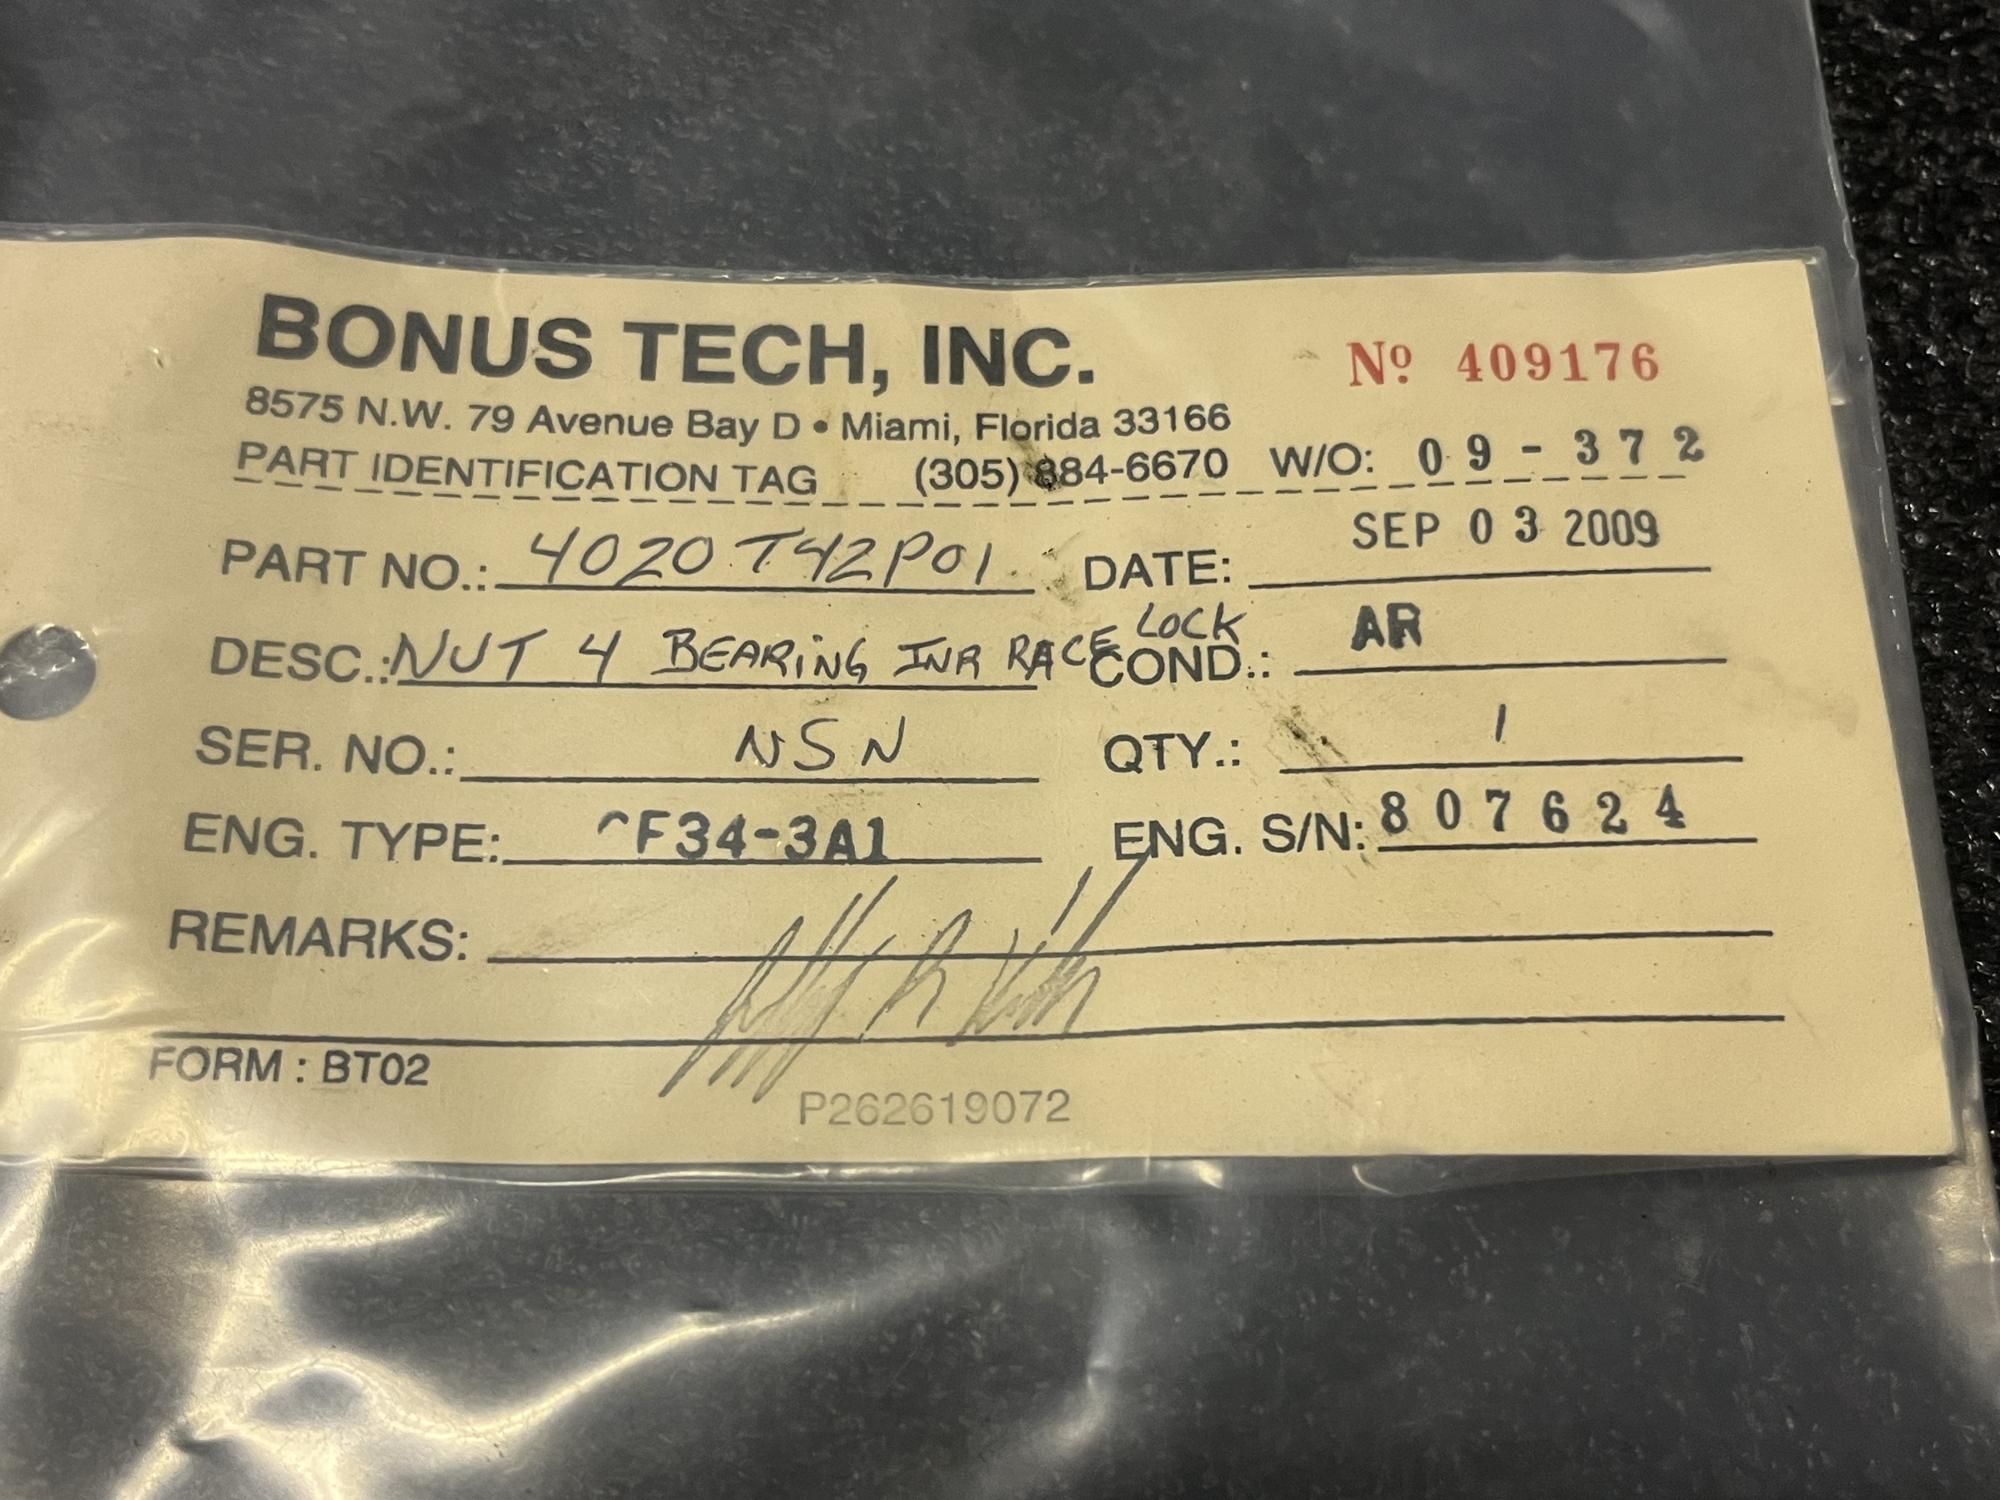 BONUS TECH, INC.
Nº 409176
8575 N.W. 79 Avenue Bay D • Miami, Florida 33166
PART IDENTIFICATION TAG (305) 884-6670 W/O: 09-372
PART NO.: 4020T42P01 DATE: SEP 03 2009
DESC.: NUT 4 BEARING INR RACE LOCK COND.: AR
SER. NO.: NSN QTY.: 1
ENG. TYPE: CF34-3A1 ENG. S/N: 807624
REMARKS:
FORM : BT02
P262619072